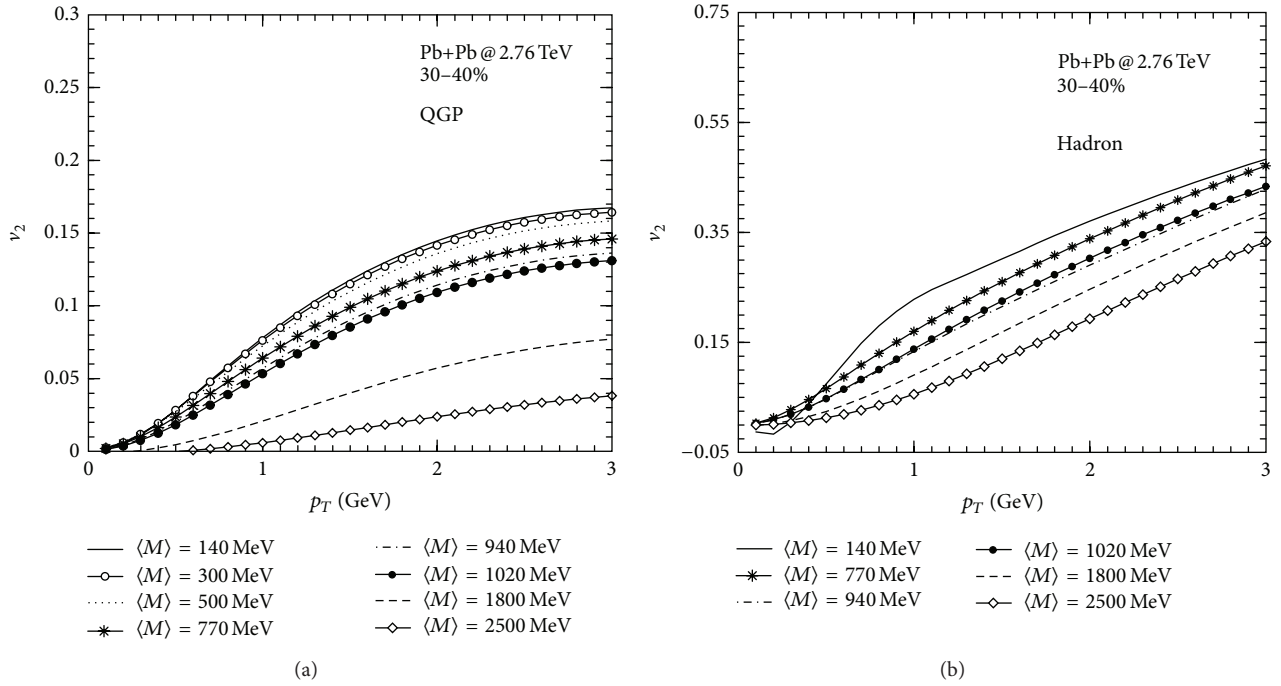 0.3
0.25
0.2
0.15
0.1
0.05
0
ν2
Pb+Pb @ 2.76 TeV
30–40%
QGP
0 1 2 3
pT (GeV)
⟨M⟩ = 140 MeV
⟨M⟩ = 300 MeV
⟨M⟩ = 500 MeV
⟨M⟩ = 770 MeV
⟨M⟩ = 940 MeV
⟨M⟩ = 1020 MeV
⟨M⟩ = 1800 MeV
⟨M⟩ = 2500 MeV
(a)
0.75
0.55
0.35
0.15
−0.05
ν2
Pb+Pb @ 2.76 TeV
30–40%
Hadron
0 1 2 3
pT (GeV)
⟨M⟩ = 140 MeV
⟨M⟩ = 770 MeV
⟨M⟩ = 940 MeV
⟨M⟩ = 1020 MeV
⟨M⟩ = 1800 MeV
⟨M⟩ = 2500 MeV
(b)